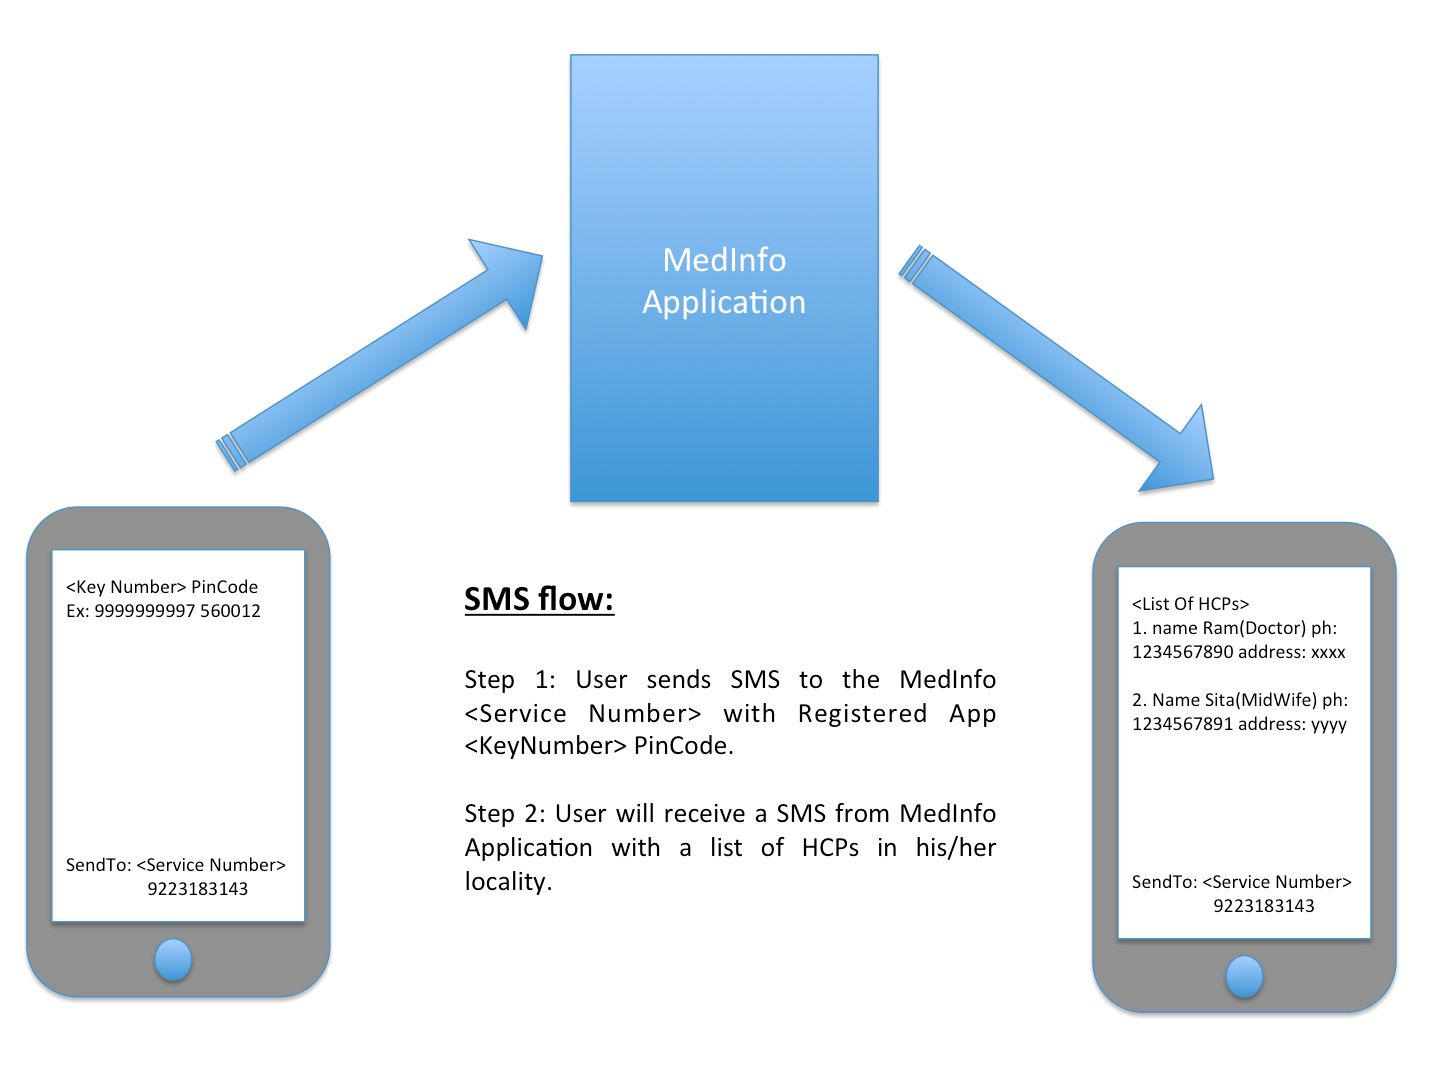 MedInfo
Application
<Key Number> PinCode
Ex: 9999999997 560012
SendTo: <Service Number>
9223183143
SMS flow:
Step 1: User sends SMS to the MedInfo
<Service Number> with Registered App
<KeyNumber> PinCode.
Step 2: User will receive a SMS from MedInfo
Application with a list of HCPs in his/her
locality.
<List Of HCPs>
1. name Ram(Doctor) ph:
1234567890 address: xxxx
2. Name Sita(MidWife) ph:
1234567891 address: yyyy
SendTo: <Service Number>
9223183143